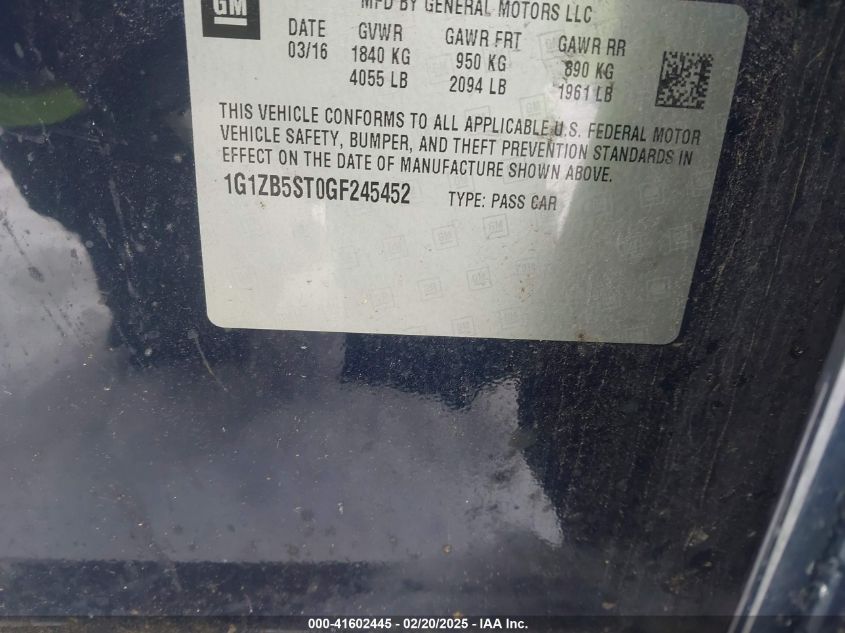 GM
MFD BY GENERAL MOTORS LLC
DATE GVWR GAWR FRT GAWR RR
03/16 1840 KG 950 KG 890 KG
4055 LB 2094 LB 1961 LB
THIS VEHICLE CONFORMS TO ALL APPLICABLE U.S. FEDERAL MOTOR
VEHICLE SAFETY, BUMPER, AND THEFT PREVENTION STANDARDS IN
EFFECT ON THE DATE OF MANUFACTURE SHOWN ABOVE.
1G1ZB5ST0GF245452 TYPE: PASS CAR
000-41602445 - 02/20/2025 - IAA Inc.